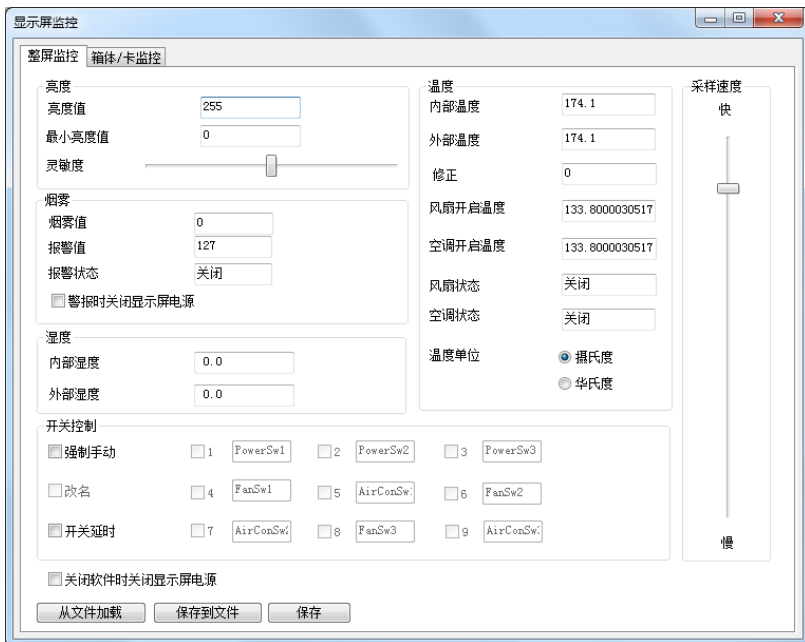 显示屏监控
整屏监控 箱体/卡监控
亮度
亮度值 255
最小亮度值 0
灵敏度
烟雾
烟雾值 0
报警值 127
报警状态 关闭
警报时关闭显示屏电源
湿度
内部湿度 0.0
外部湿度 0.0
温度
内部温度 174.1
外部温度 174.1
修正 0
风扇开启温度 133.8000030517
空调开启温度 133.8000030517
风扇状态 关闭
空调状态 关闭
温度单位 摄氏度
华氏度
采样速度
快
慢
开关控制
强制手动 1 PowerSw1 2 PowerSw2 3 PowerSw3
改名 4 FanSw1 5 AirConSw 6 FanSw2
开关延时 7 AirConSw 8 FanSw3 9 AirConSw
关闭软件时关闭显示屏电源
从文件加载 保存到文件 保存